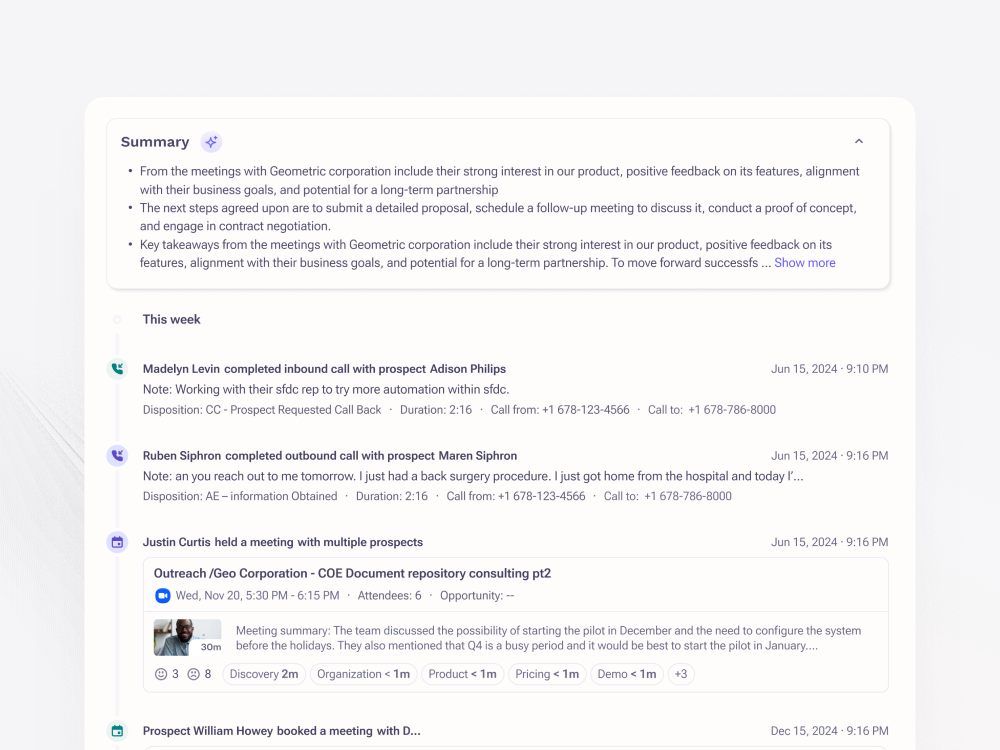 Summary
• From the meetings with Geometric corporation include their strong interest in our product, positive feedback on its features, alignment
with their business goals, and potential for a long-term partnership
• The next steps agreed upon are to submit a detailed proposal, schedule a follow-up meeting to discuss it, conduct a proof of concept,
and engage in contract negotiation.
• Key takeaways from the meetings with Geometric corporation include their strong interest in our product, positive feedback on its
features, alignment with their business goals, and potential for a long-term partnership. To move forward successfs ... Show more
This week
Madelyn Levin completed inbound call with prospect Adison Philips Jun 15, 2024 · 9:10 PM
Note: Working with their sfdc rep to try more automation within sfdc.
Disposition: CC - Prospect Requested Call Back · Duration: 2:16 · Call from: +1 678-123-4566 · Call to: +1 678-786-8000
Ruben Siphron completed outbound call with prospect Maren Siphron Jun 15, 2024 · 9:16 PM
Note: an you reach out to me tomorrow. I just had a back surgery procedure. I just got home from the hospital and today I'...
Disposition: AE – information Obtained · Duration: 2:16 · Call from: +1 678-123-4566 · Call to: +1 678-786-8000
Justin Curtis held a meeting with multiple prospects Jun 15, 2024 · 9:16 PM
Outreach /Geo Corporation - COE Document repository consulting pt2
Wed, Nov 20, 5:30 PM - 6:15 PM · Attendees: 6 · Opportunity: --
30m
Meeting summary: The team discussed the possibility of starting the pilot in December and the need to configure the system
before the holidays. They also mentioned that Q4 is a busy period and it would be best to start the pilot in January....
3 8 Discovery 2m Organization < 1m Product < 1m Pricing < 1m Demo < 1m +3
Prospect William Howey booked a meeting with D... Dec 15, 2024 · 9:16 PM